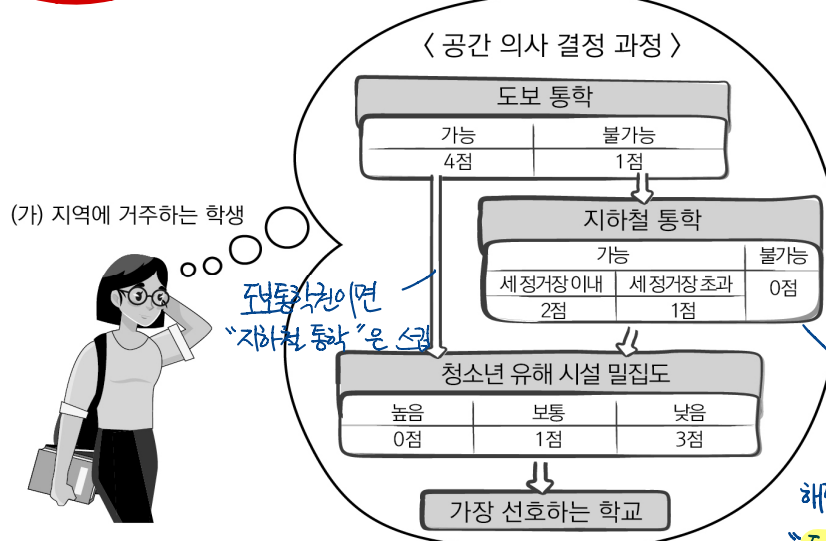 〈 공간 의사 결정 과정 〉
도보 통학
가능 불가능
4점 1점
(가) 지역에 거주하는 학생
지하철 통학
가능 불가능
세 정거장 이내 세 정거장 초과 0점
2점 1점
도보통학권이면
"지하철 통학"은 스킵
청소년 유해 시설 밀집도
높음 보통 낮음
0점 1점 3점
가장 선호하는 학교